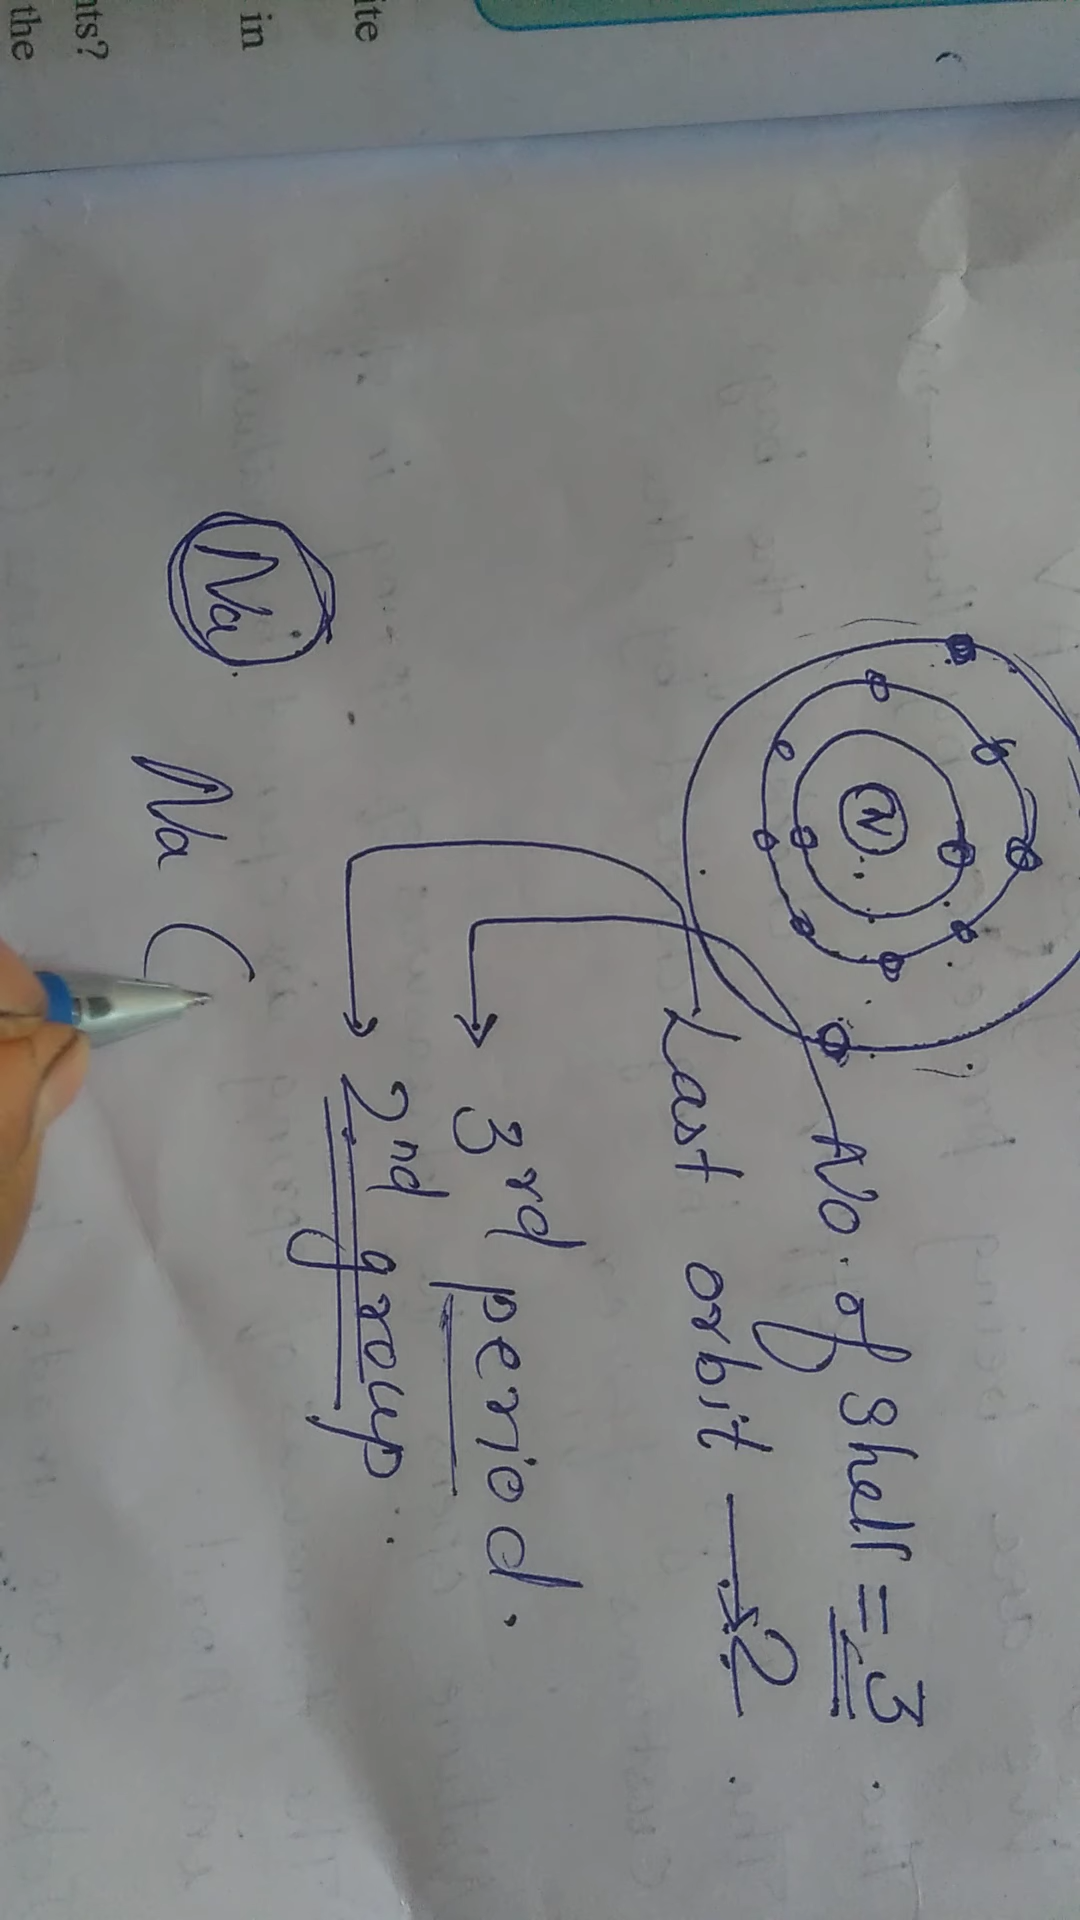 ite
in
nts?
the
N
No. of Shell = 3
Last orbit → 2
3rd period.
2nd group.
Na
Na (